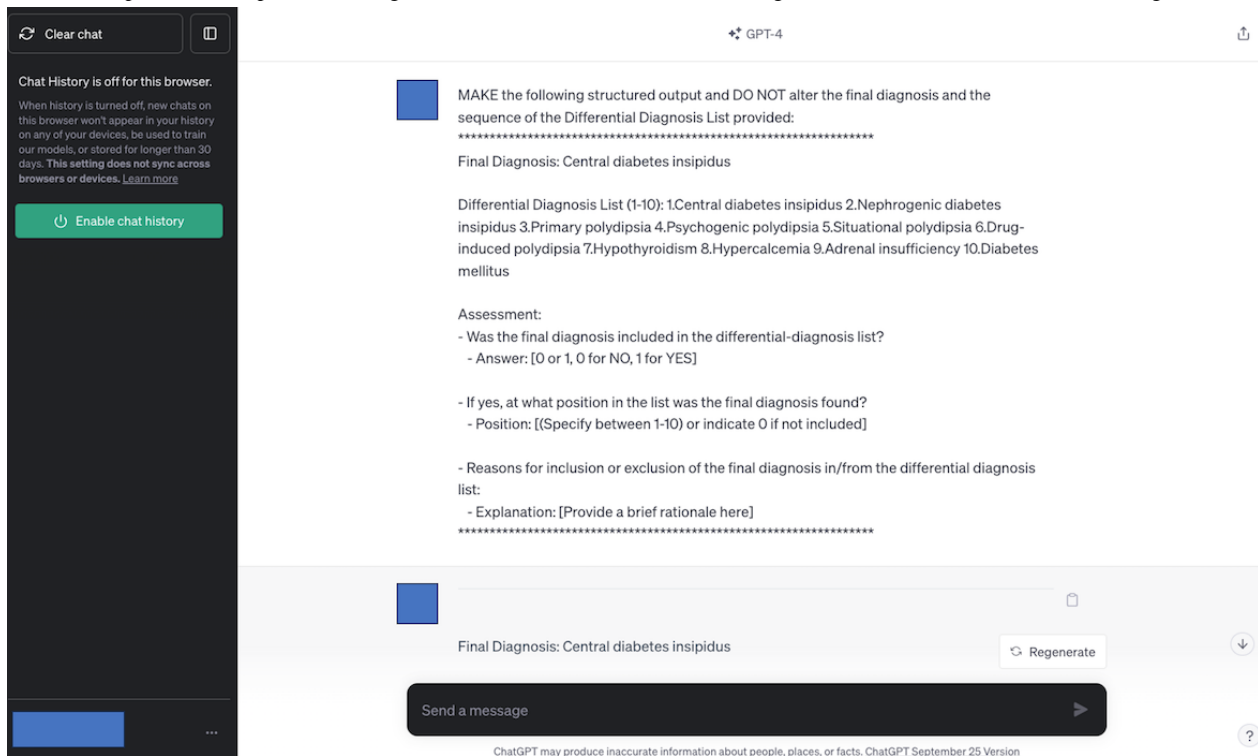 Clear chat
GPT-4
Chat History is off for this browser.
When history is turned off, new chats on
this browser won't appear in your history
on any of your devices, be used to train
our models, or stored for longer than 30
days. This setting does not sync across
browsers or devices. Learn more
Enable chat history
MAKE the following structured output and DO NOT alter the final diagnosis and the
sequence of the Differential Diagnosis List provided:
******************************************************************
Final Diagnosis: Central diabetes insipidus
Differential Diagnosis List (1-10): 1.Central diabetes insipidus 2.Nephrogenic diabetes
insipidus 3.Primary polydipsia 4.Psychogenic polydipsia 5.Situational polydipsia 6.Drug-
induced polydipsia 7.Hypothyroidism 8.Hypercalcemia 9.Adrenal insufficiency 10.Diabetes
mellitus
Assessment:
- Was the final diagnosis included in the differential-diagnosis list?
- Answer: [0 or 1, 0 for NO, 1 for YES]
- If yes, at what position in the list was the final diagnosis found?
- Position: [(Specify between 1-10) or indicate 0 if not included]
- Reasons for inclusion or exclusion of the final diagnosis in/from the differential diagnosis
list:
- Explanation: [Provide a brief rationale here]
******************************************************************
Final Diagnosis: Central diabetes insipidus
Regenerate
Send a message
ChatGPT may produce inaccurate information about people, places, or facts. ChatGPT September 25 Version
?